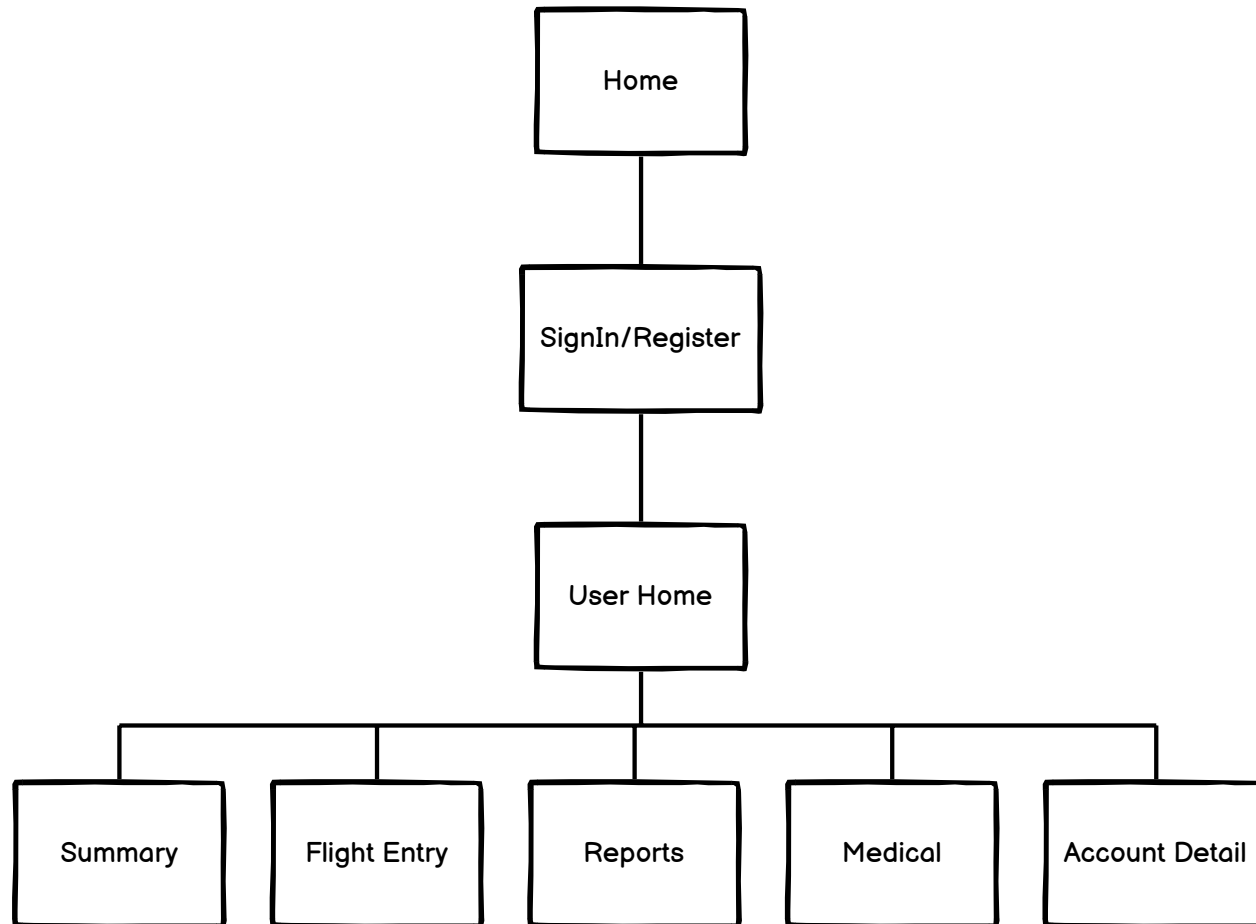 Home
SignIn/Register
User Home
Summary
Flight Entry
Reports
Medical
Account Detail